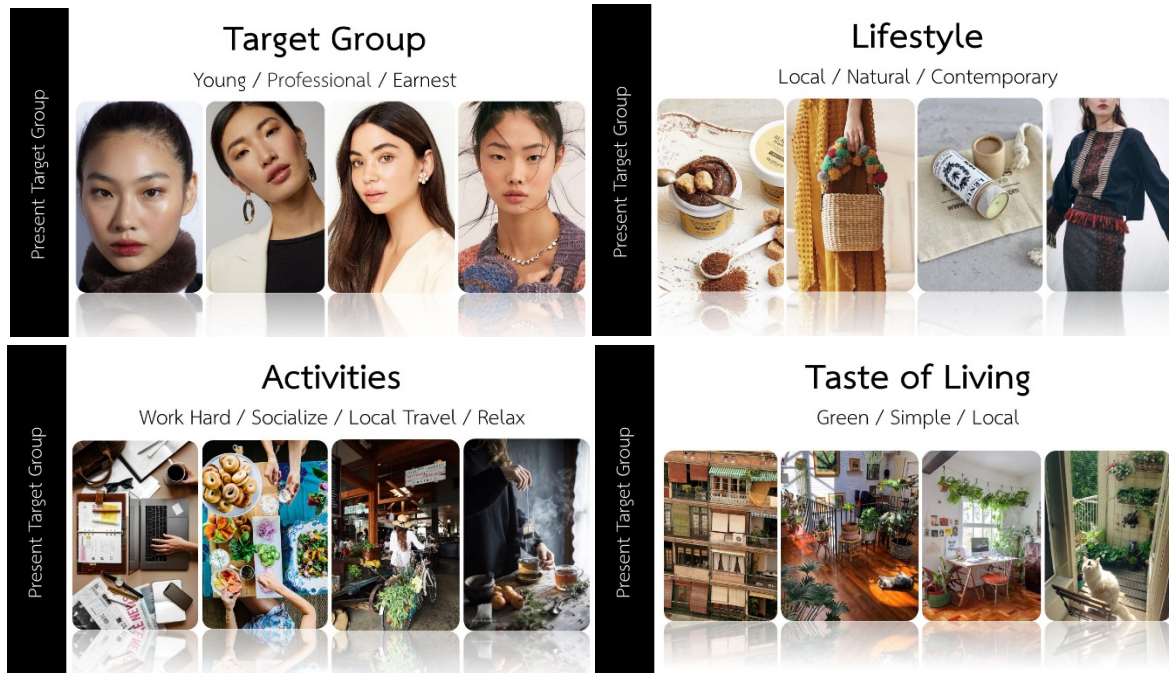 Present Target Group
Target Group
Young / Professional / Earnest
Present Target Group
Lifestyle
Local / Natural / Contemporary
Present Target Group
Activities
Work Hard / Socialize / Local Travel / Relax
Present Target Group
Taste of Living
Green / Simple / Local